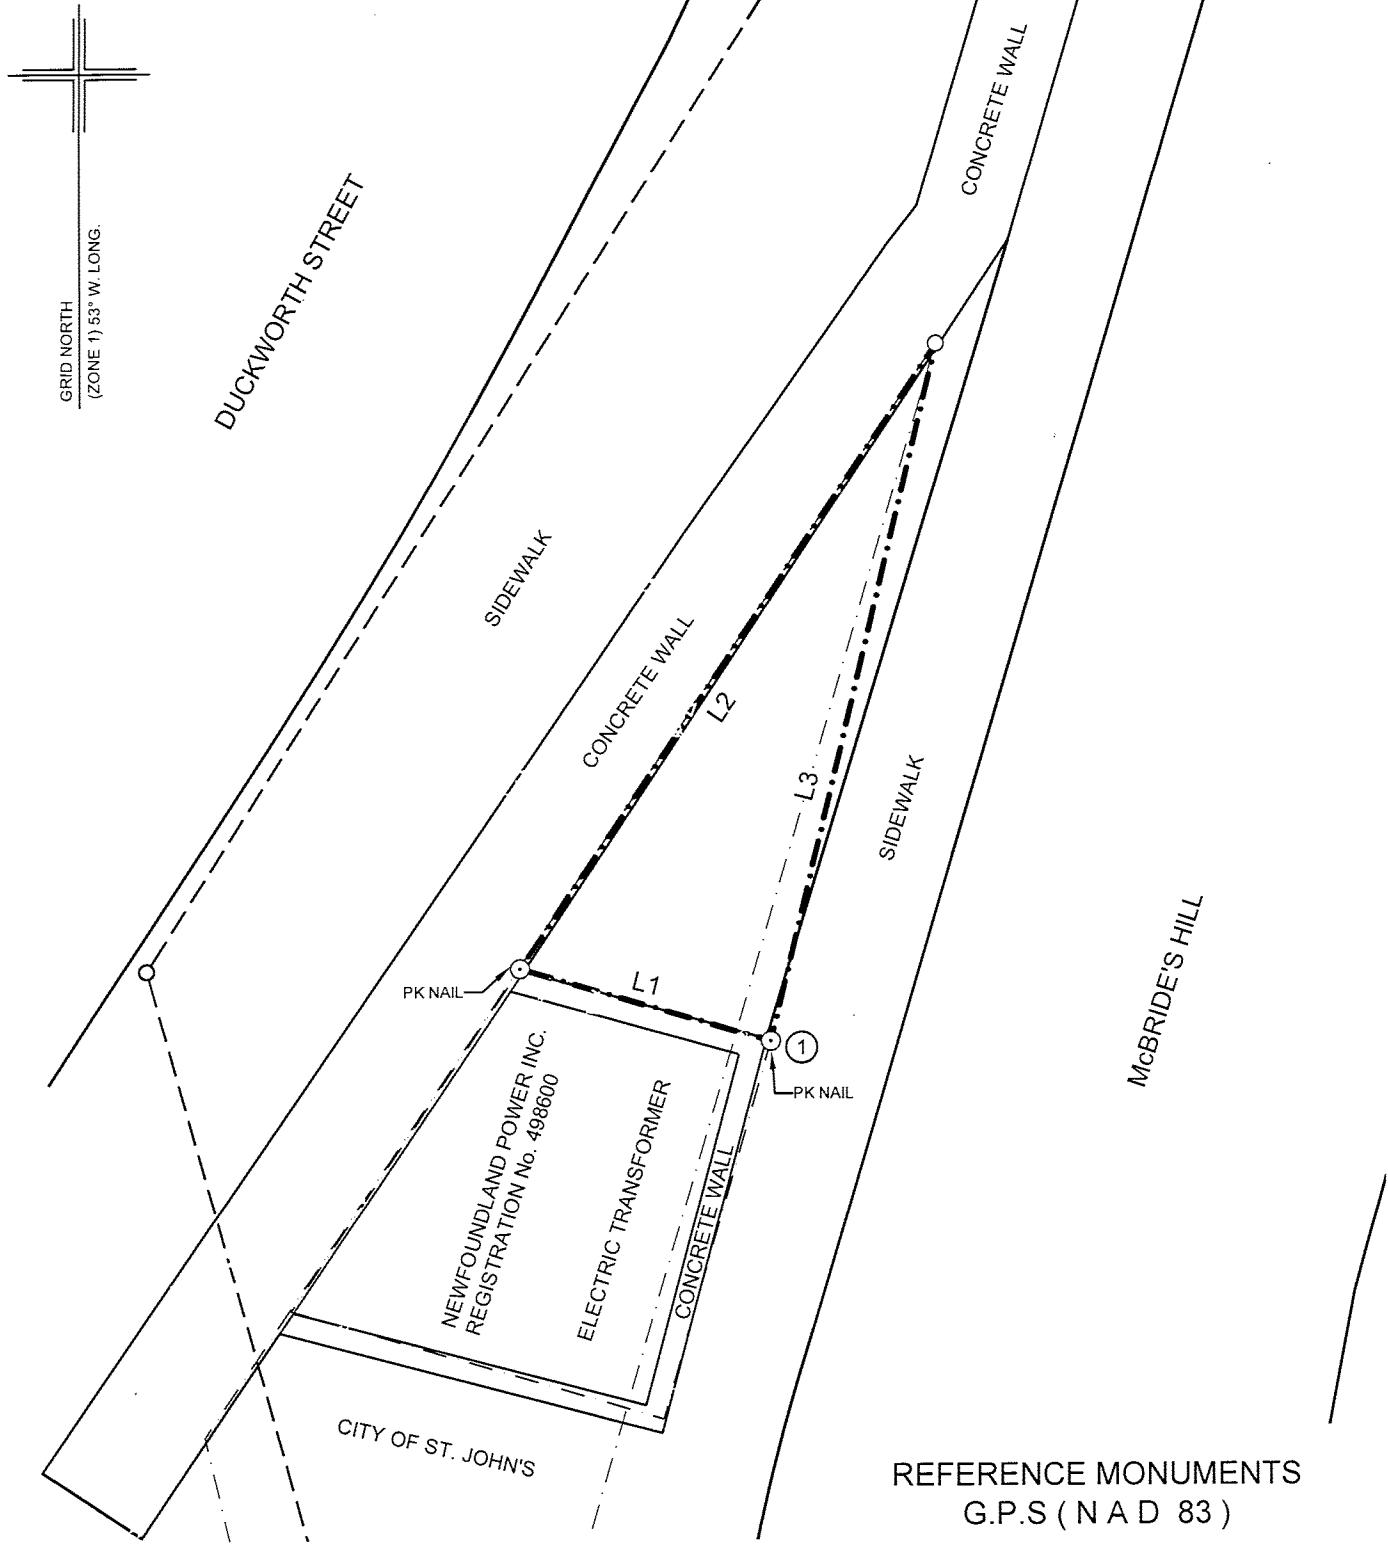 CONCRETE WALL
GRID NORTH
(ZONE 1) 53° W. LONG.
DUCKWORTH STREET
SIDEWALK
CONCRETE WALL
L2
L3
SIDEWALK
L1
PK NAIL
1
PK NAIL
McBRIDE'S HILL
NEWFOUNDLAND POWER INC.
REGISTRATION No. 498600
ELECTRIC TRANSFORMER
CONCRETE WALL
CITY OF ST. JOHN'S
REFERENCE MONUMENTS
G.P.S ( N A D 83 )